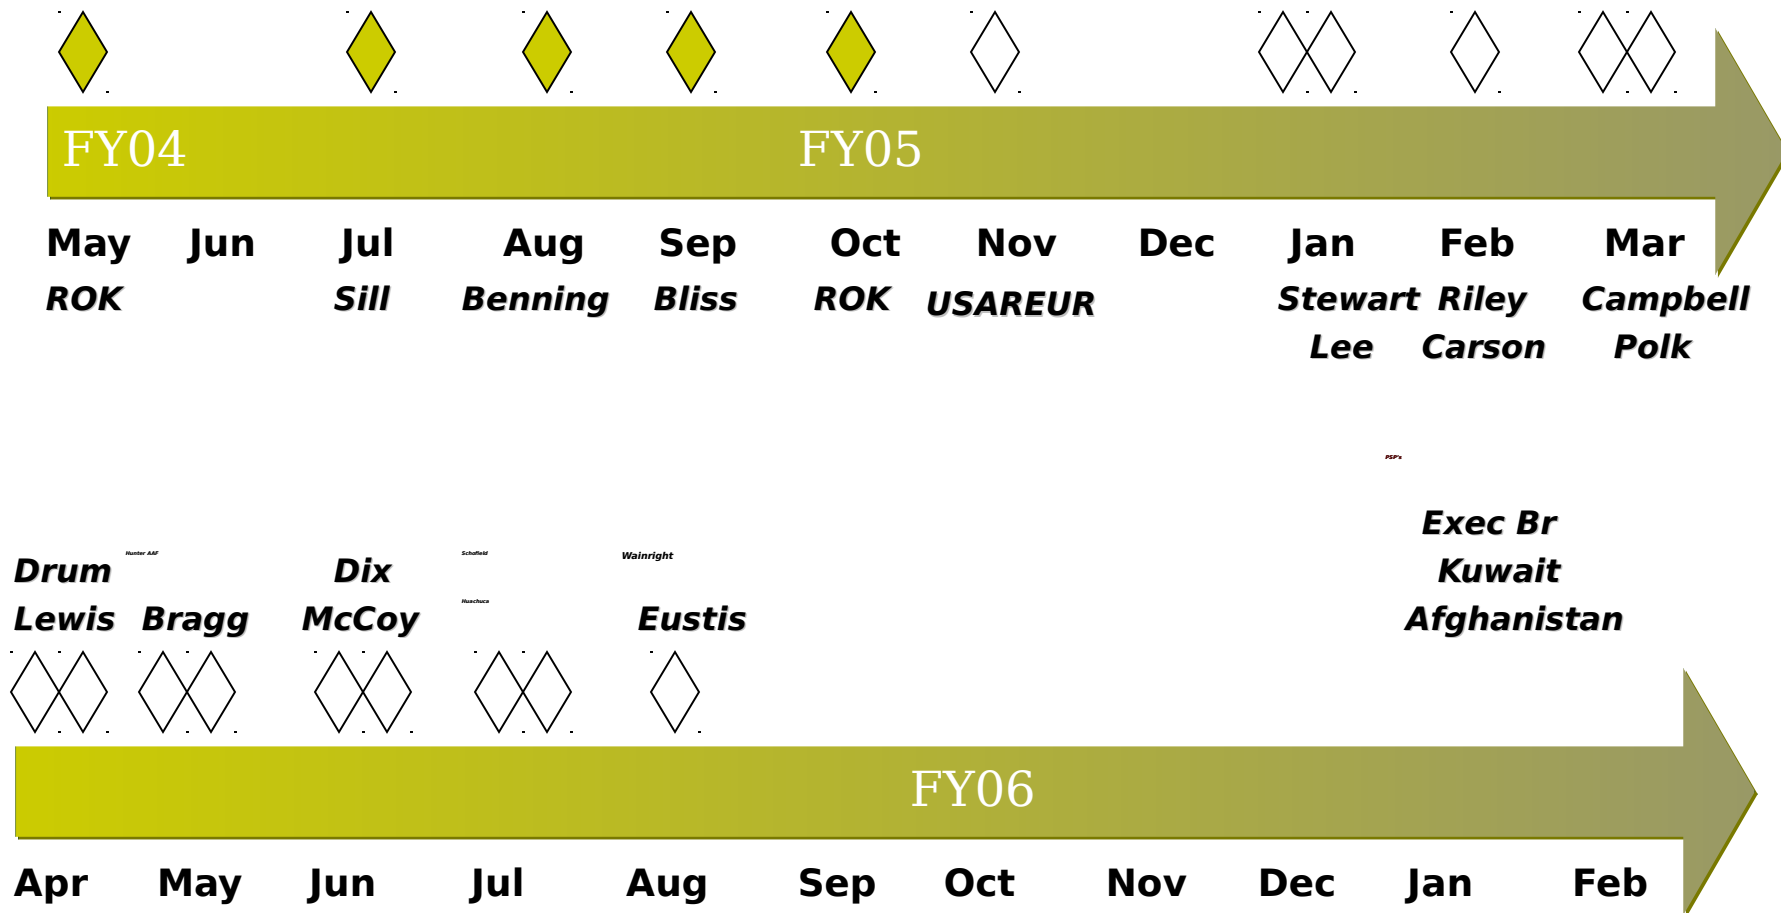 FY04 FY05
May Jun Jul Aug Sep Oct Nov Dec Jan Feb Mar
ROK Sill Benning Bliss ROK USAREUR Stewart Riley Campbell
Lee Carson Polk
PSP's
Exec Br
Hunter AAF Schofield Wainright
Drum Dix Kuwait
Huachuca
Lewis Bragg McCoy Eustis Afghanistan
FY06
Apr May Jun Jul Aug Sep Oct Nov Dec Jan Feb